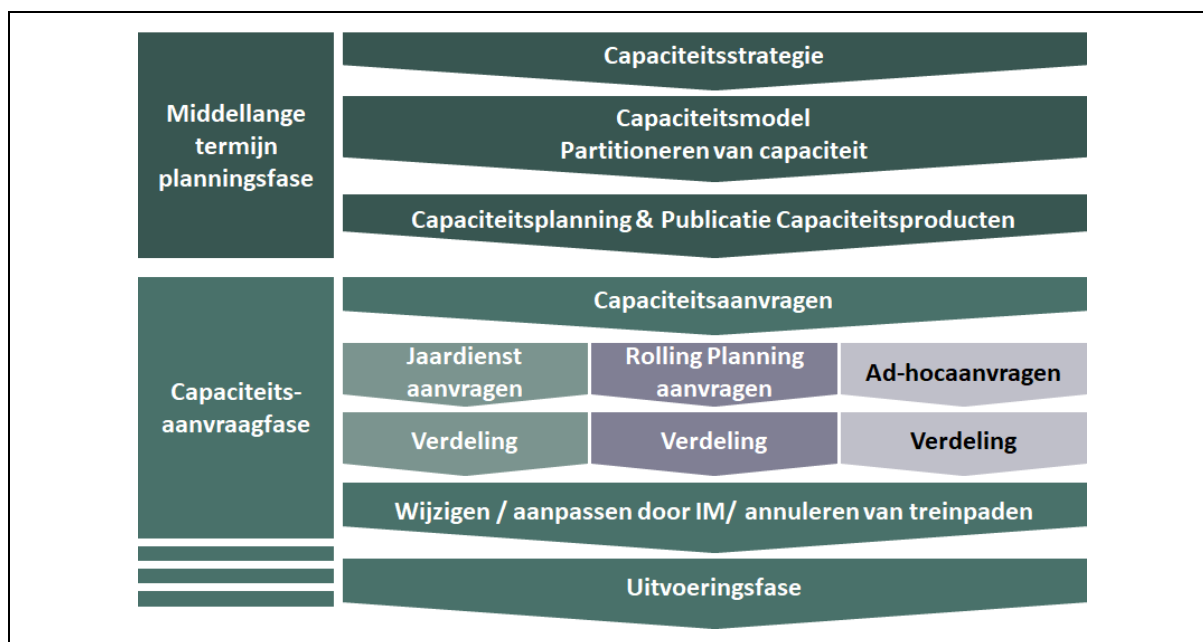 Middellange
termijn
planningsfase
Capaciteitsstrategie
Capaciteitsmodel
Partitioneren van capaciteit
Capaciteitsplanning & Publicatie Capaciteitsproducten
Capaciteits-
aanvraagfase
Capaciteitsaanvragen
Jaardienst
aanvragen
Rolling Planning
aanvragen
Ad-hocaanvragen
Verdeling
Verdeling
Verdeling
Wijzigen / aanpassen door IM/ annuleren van treinpaden
Uitvoeringsfase